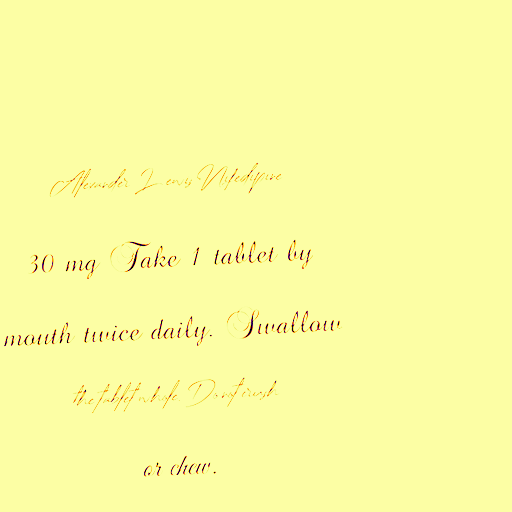 Alexander Lewis Nifedipine
30 mg Take 1 tablet by
mouth twice daily. Swallow
the tablet whole. Do not crush
or chew.